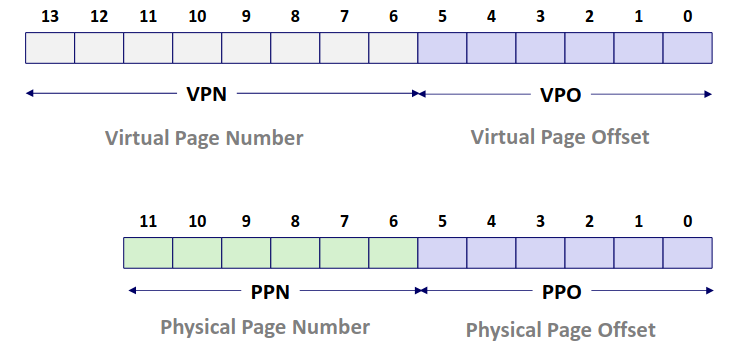 13 12 11 10 9 8 7 6 5 4 3 2 1 0
VPN VPO
Virtual Page Number Virtual Page Offset
11 10 9 8 7 6 5 4 3 2 1 0
PPN PPO
Physical Page Number Physical Page Offset